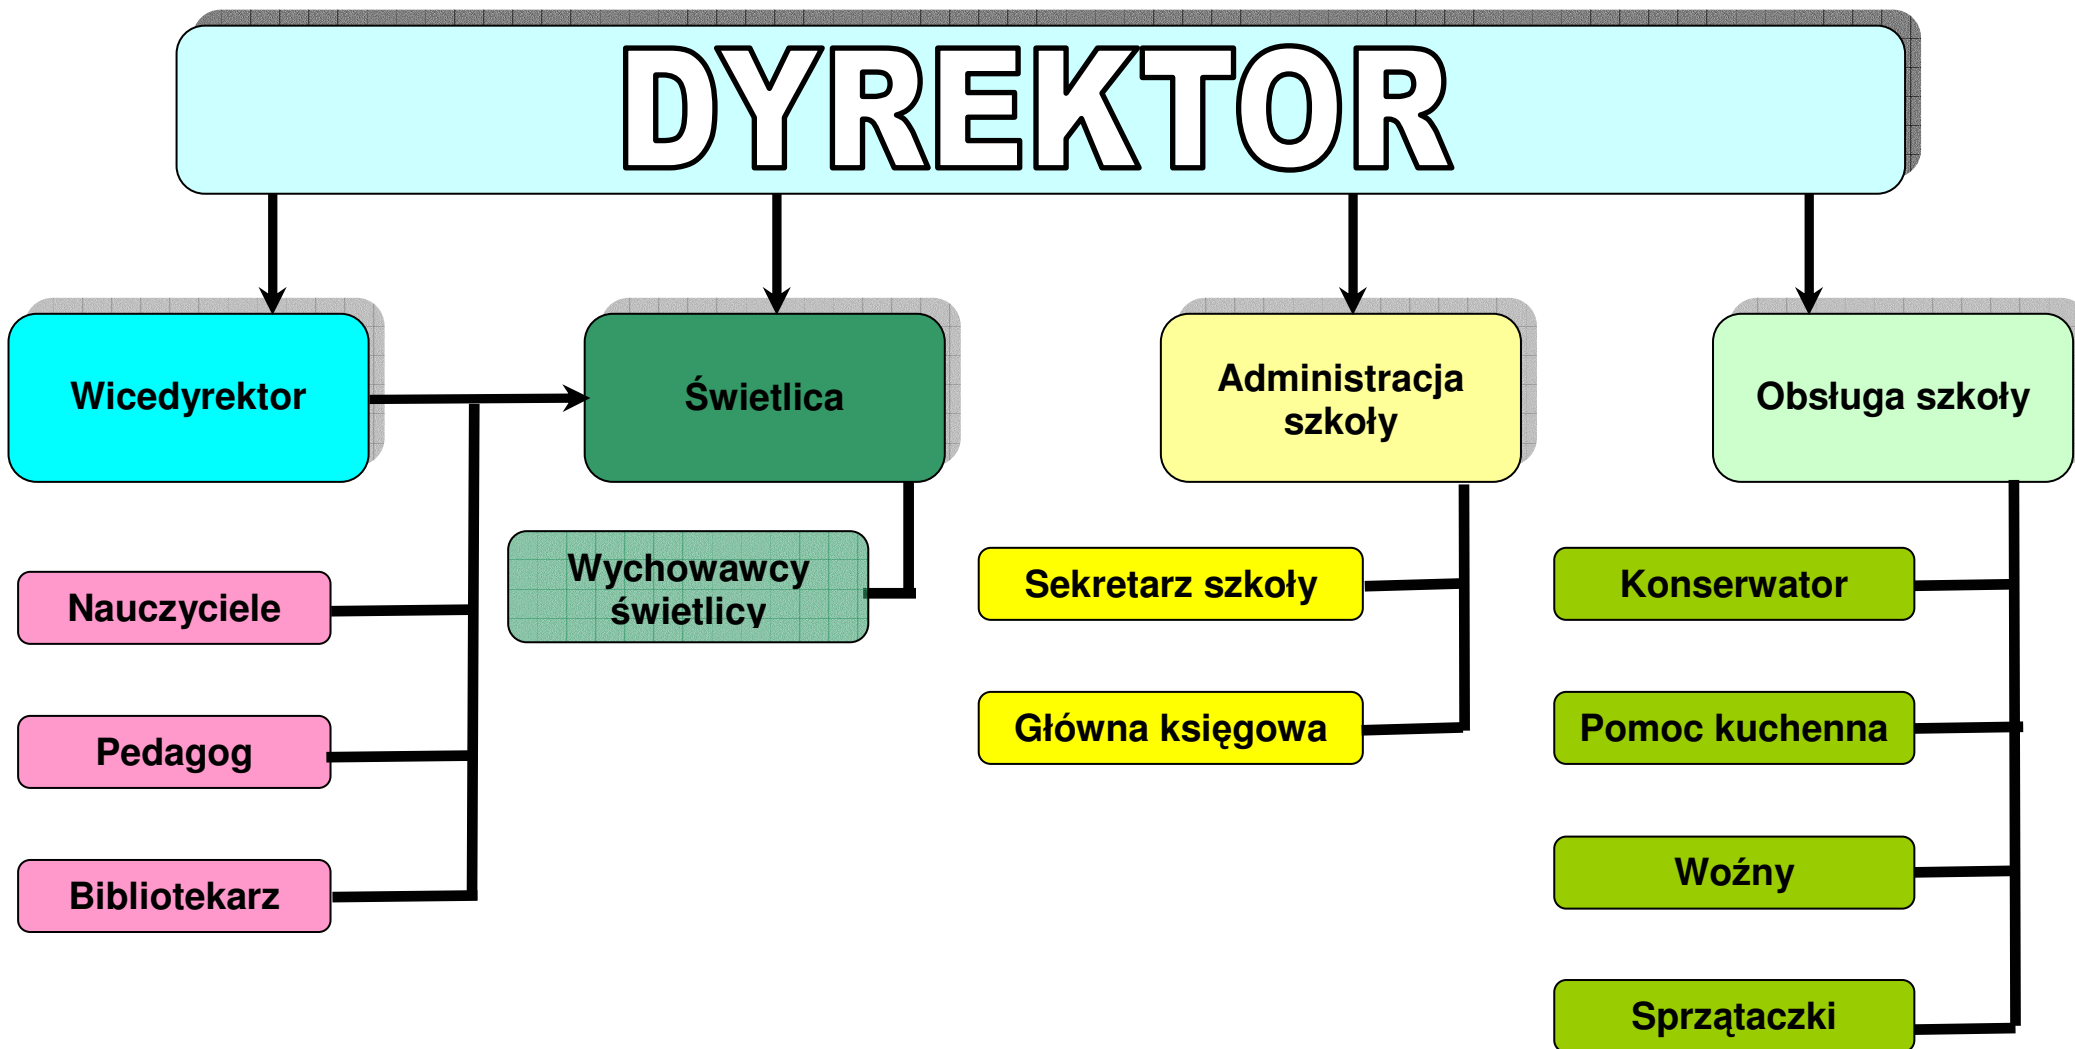 DYREKTOR
Wicedyrektor
Świetlica
Administracja
szkoły
Obsługa szkoły
Wychowawcy
świetlicy
Nauczyciele
Sekretarz szkoły
Konserwator
Pedagog
Główna księgowa
Pomoc kuchenna
Bibliotekarz
Woźny
Sprzątaczki